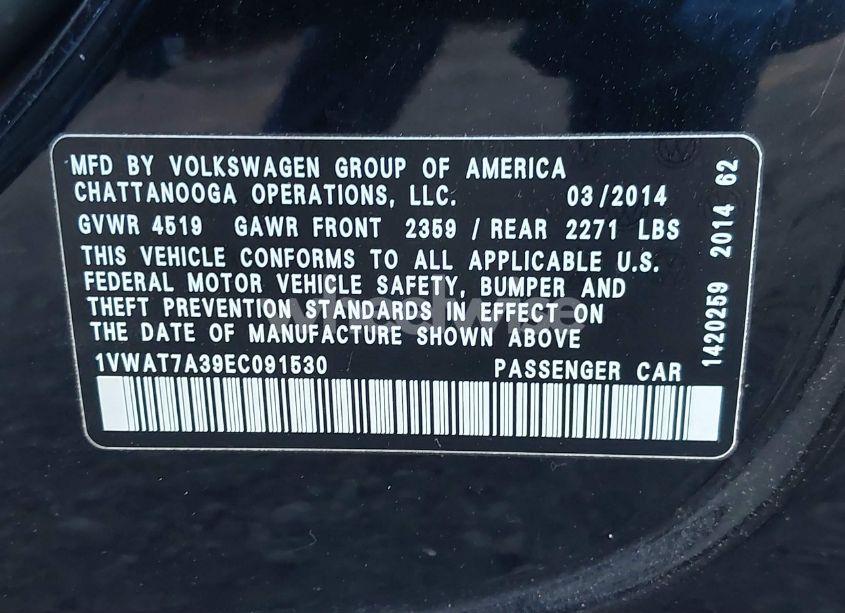 MFD BY VOLKSWAGEN GROUP OF AMERICA
CHATTANOOGA OPERATIONS, LLC. 03/2014
GVWR 4519 GAWR FRONT 2359 / REAR 2271 LBS
THIS VEHICLE CONFORMS TO ALL APPLICABLE U.S.
FEDERAL MOTOR VEHICLE SAFETY, BUMPER AND
THEFT PREVENTION STANDARDS IN EFFECT ON
THE DATE OF MANUFACTURE SHOWN ABOVE
1VWAT7A39EC091530 PASSENGER CAR
1420259 2014 62